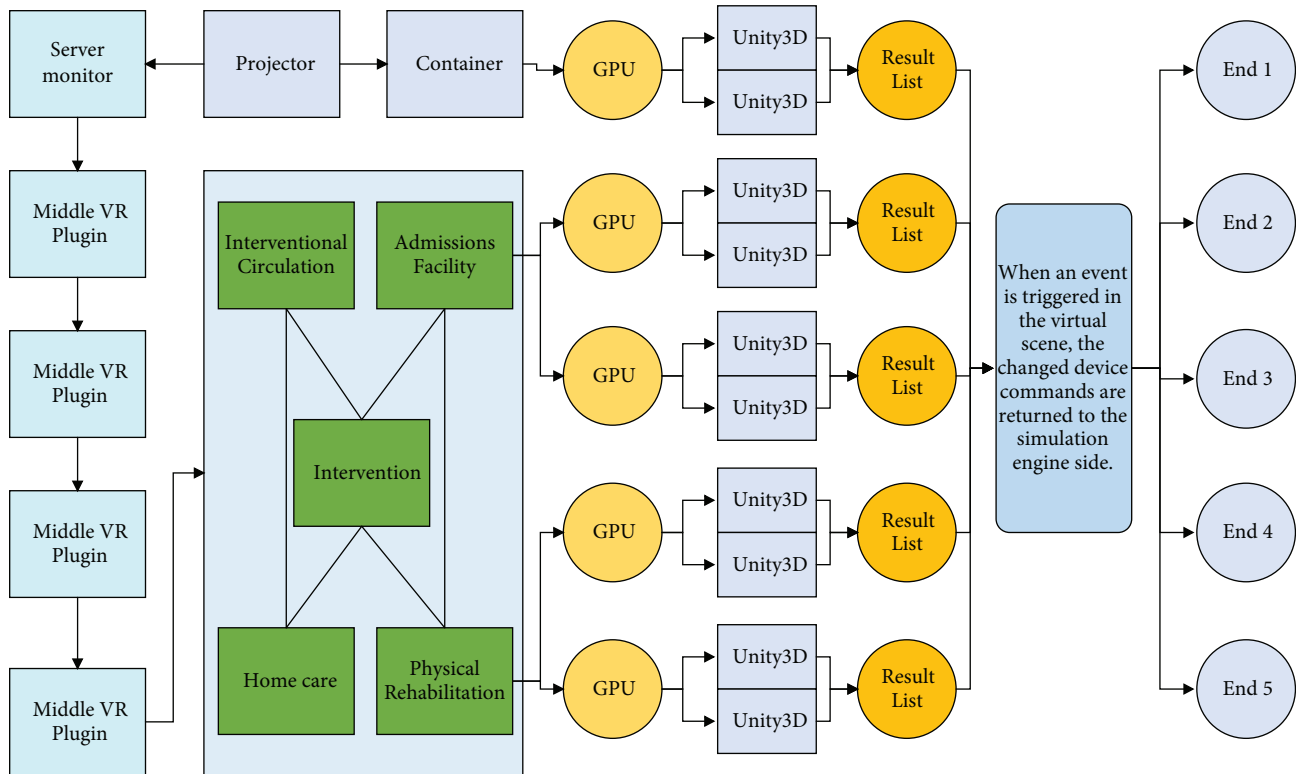 Server
monitor
Projector
Container
GPU
Unity3D
Unity3D
Result
List
End 1
Middle VR
Plugin
Interventional
Circulation
Admissions
Facility
GPU
Unity3D
Unity3D
Result
List
End 2
Middle VR
Plugin
GPU
Unity3D
Unity3D
Result
List
When an event
is triggered in
the virtual
scene, the
changed device
commands are
returned to the
simulation
engine side.
End 3
Intervention
Middle VR
Plugin
GPU
Unity3D
Unity3D
Result
List
End 4
Middle VR
Plugin
Home care
Physical
Rehabilitation
GPU
Unity3D
Unity3D
Result
List
End 5